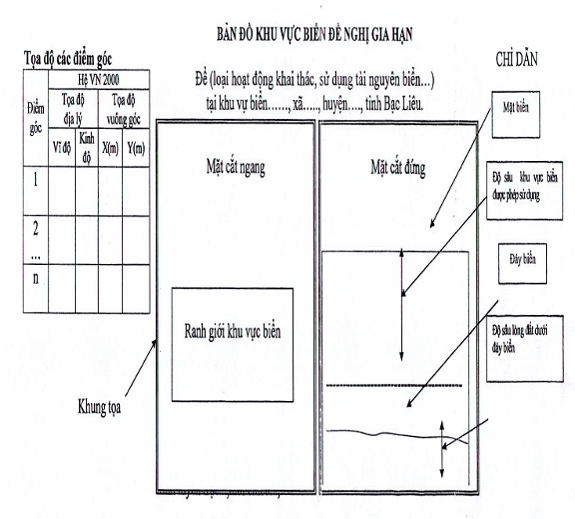 BẢN ĐỒ KHU VỰC BIỂN ĐỀ NGHỊ GIA HẠN
Tọa độ các điểm góc
Hệ VN 2000
Điểm góc
Tọa độ địa lý
Tọa độ vuông góc
Vĩ độ
Kinh độ
X(m)
Y(m)
1
2
...
n
Để (loại hoạt động khai thác, sử dụng tài nguyên biển...)
tại khu vự biển......., xã....., huyện...., tỉnh Bạc Liêu.
CHỈ DẪN
Mặt cắt ngang
Ranh giới khu vực biển
Mặt cắt đứng
Khung tọa
Mặt biển
Độ sâu khu vực biển
được phép sử dụng
Đáy biển
Độ sâu lòng đất dưới
đáy biển